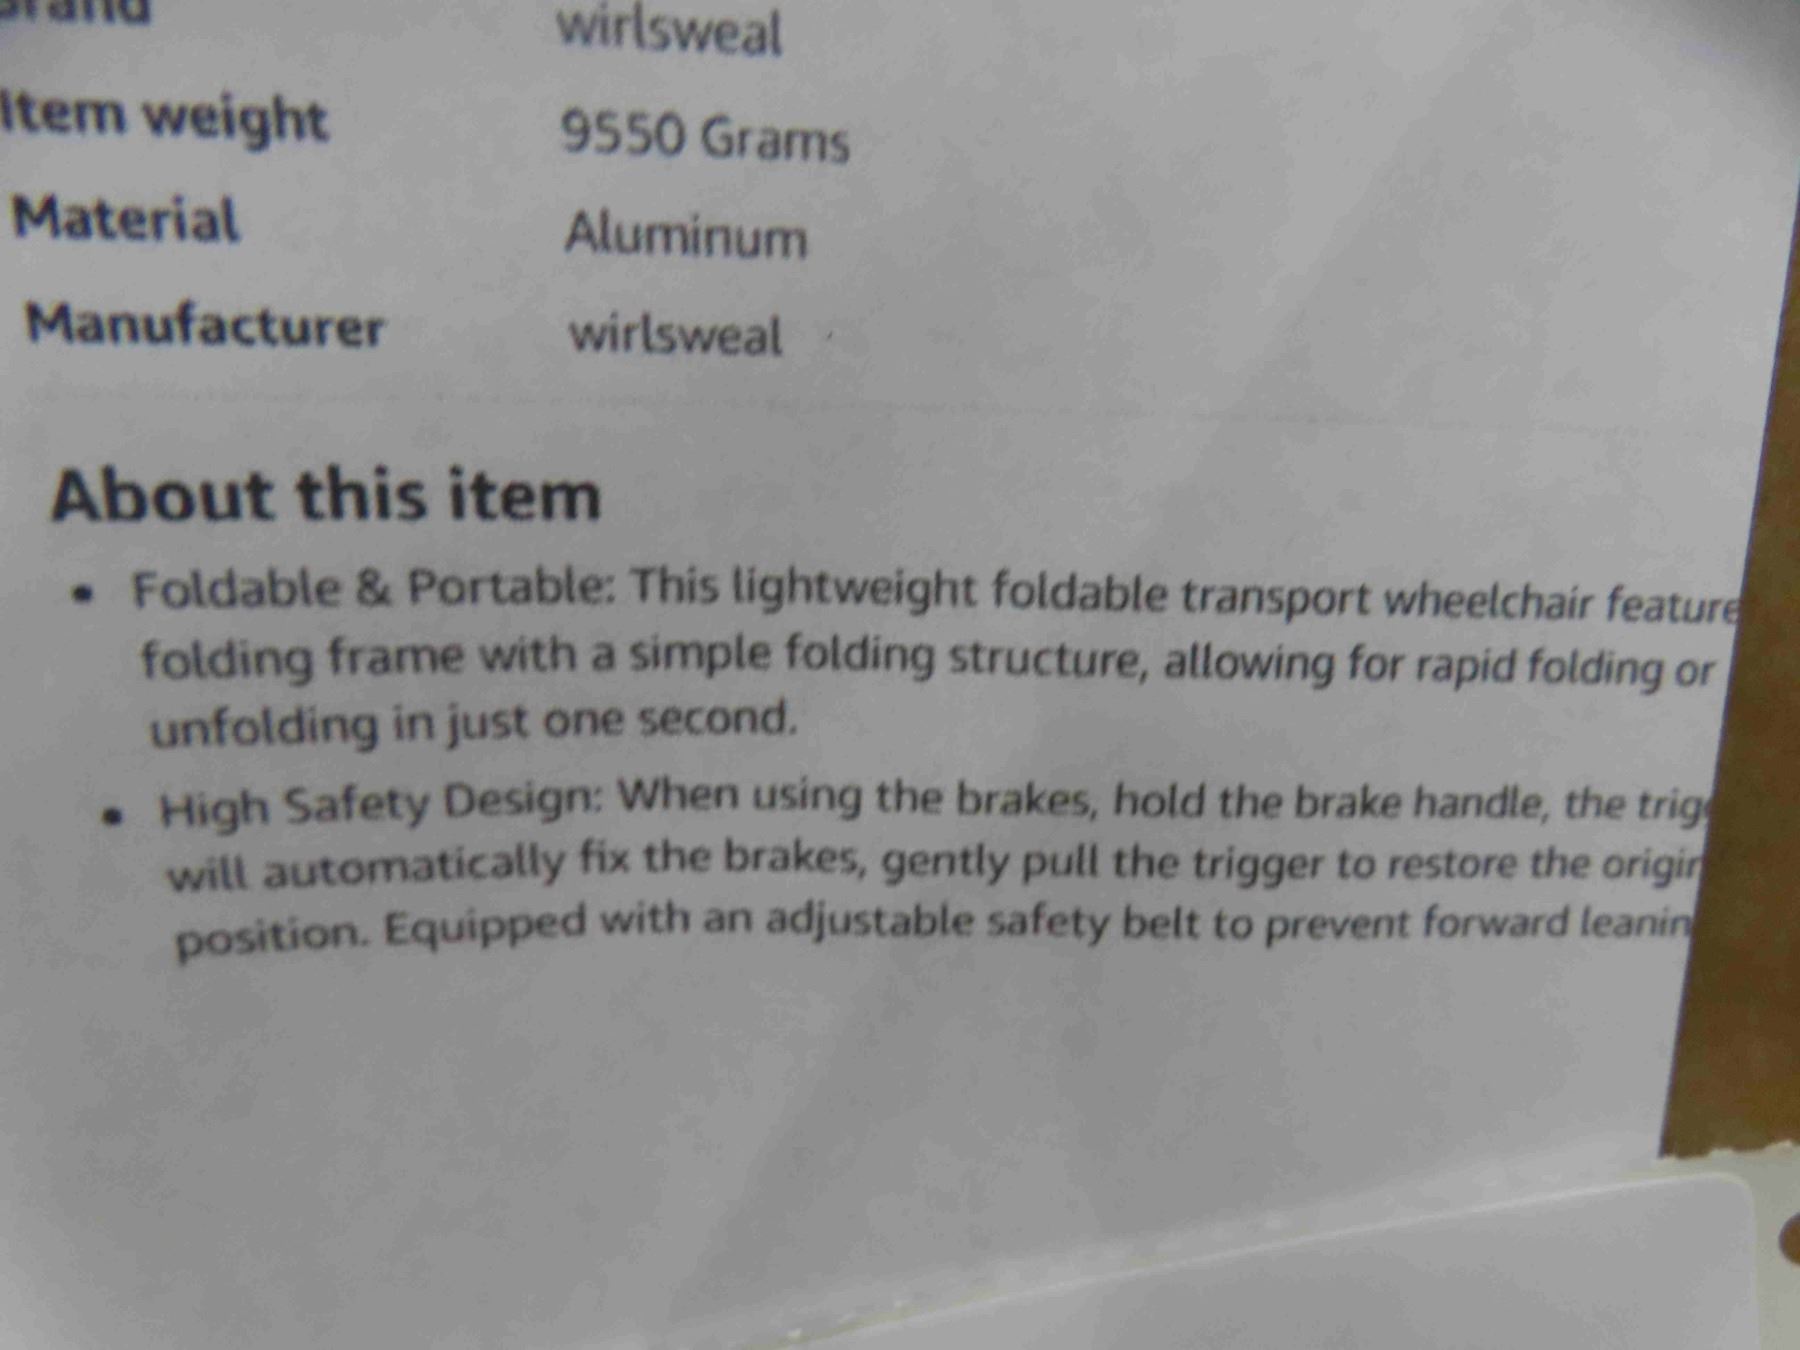 Brand wirlsweal
Item weight 9550 Grams
Material Aluminum
Manufacturer wirlsweal
About this item
• Foldable & Portable: This lightweight foldable transport wheelchair feature
folding frame with a simple folding structure, allowing for rapid folding or
unfolding in just one second.
• High Safety Design: When using the brakes, hold the brake handle, the trigg
will automatically fix the brakes, gently pull the trigger to restore the origin
position. Equipped with an adjustable safety belt to prevent forward leanin